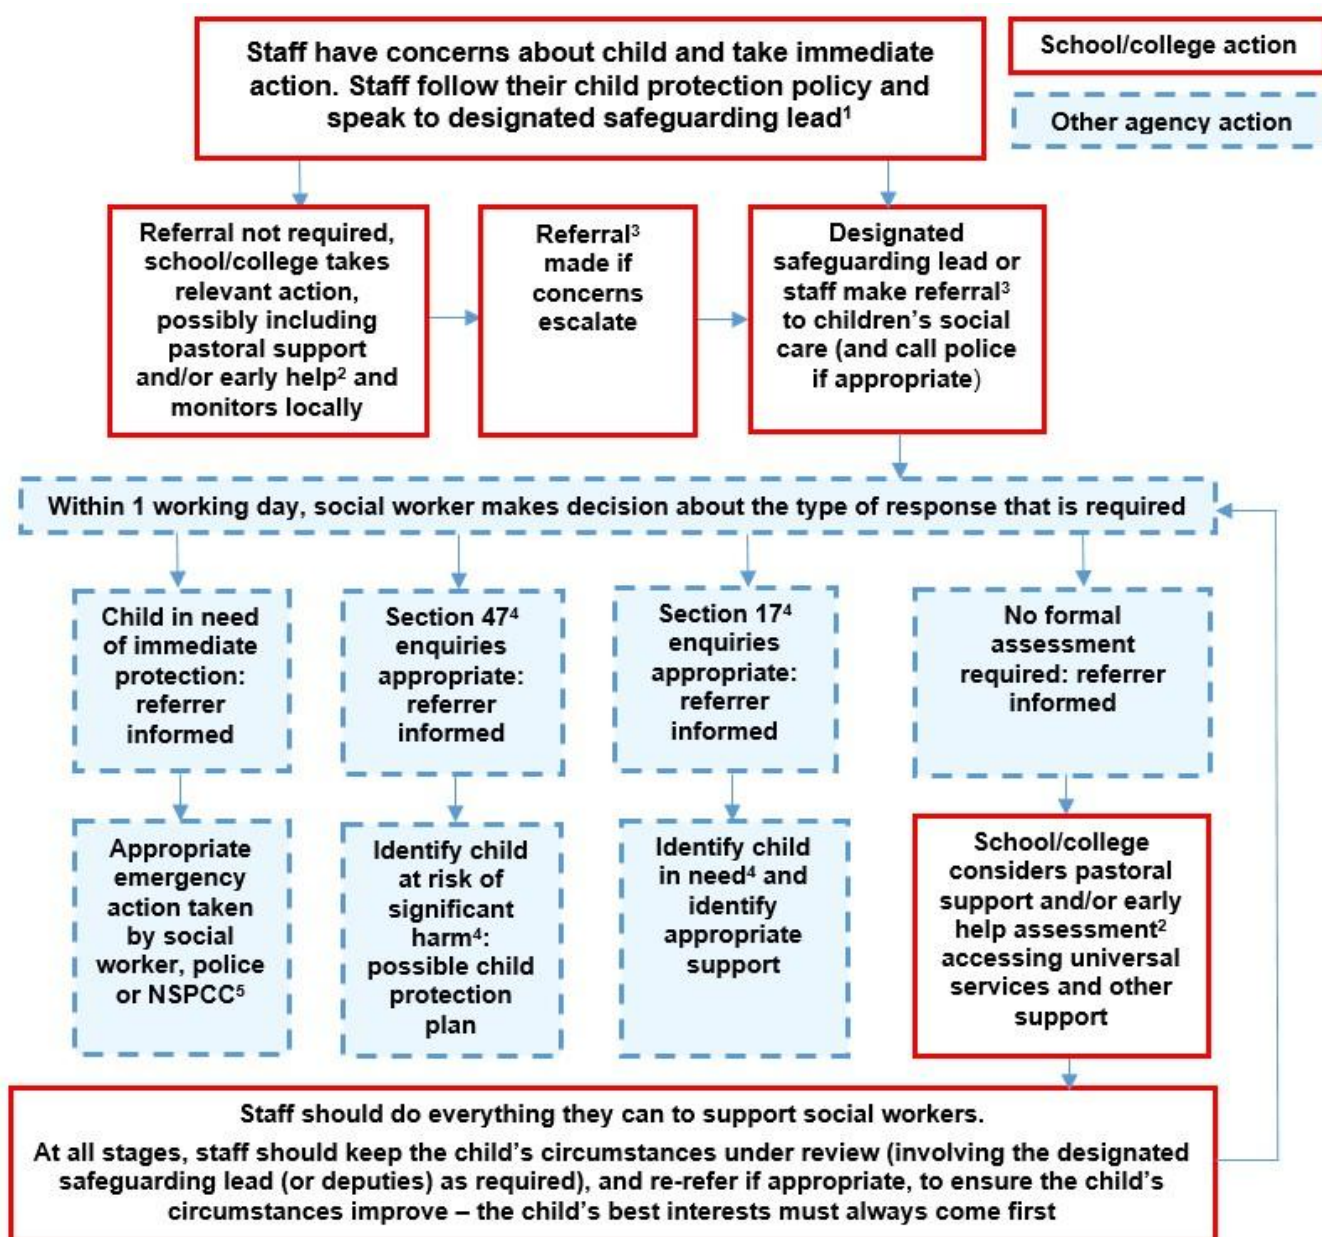 Staff have concerns about child and take immediate
action. Staff follow their child protection policy and
speak to designated safeguarding lead¹
School/college action
Other agency action
Referral not required,
school/college takes
relevant action,
possibly including
pastoral support
and/or early help² and
monitors locally
Referral³
made if
concerns
escalate
Designated
safeguarding lead or
staff make referral³
to children’s social
care (and call police
if appropriate)
Within 1 working day, social worker makes decision about the type of response that is required
Child in need
of immediate
protection:
referrer
informed
Section 47⁴
enquiries
appropriate:
referrer
informed
Section 17⁴
enquiries
appropriate:
referrer
informed
No formal
assessment
required: referrer
informed
Appropriate
emergency
action taken
by social
worker, police
or NSPCC⁵
Identify child
at risk of
significant
harm⁴:
possible child
protection
plan
Identify child
in need⁴ and
identify
appropriate
support
School/college
considers pastoral
support and/or early
help assessment²
accessing universal
services and other
support
Staff should do everything they can to support social workers.
At all stages, staff should keep the child’s circumstances under review (involving the designated
safeguarding lead (or deputies) as required), and re-refer if appropriate, to ensure the child’s
circumstances improve – the child’s best interests must always come first